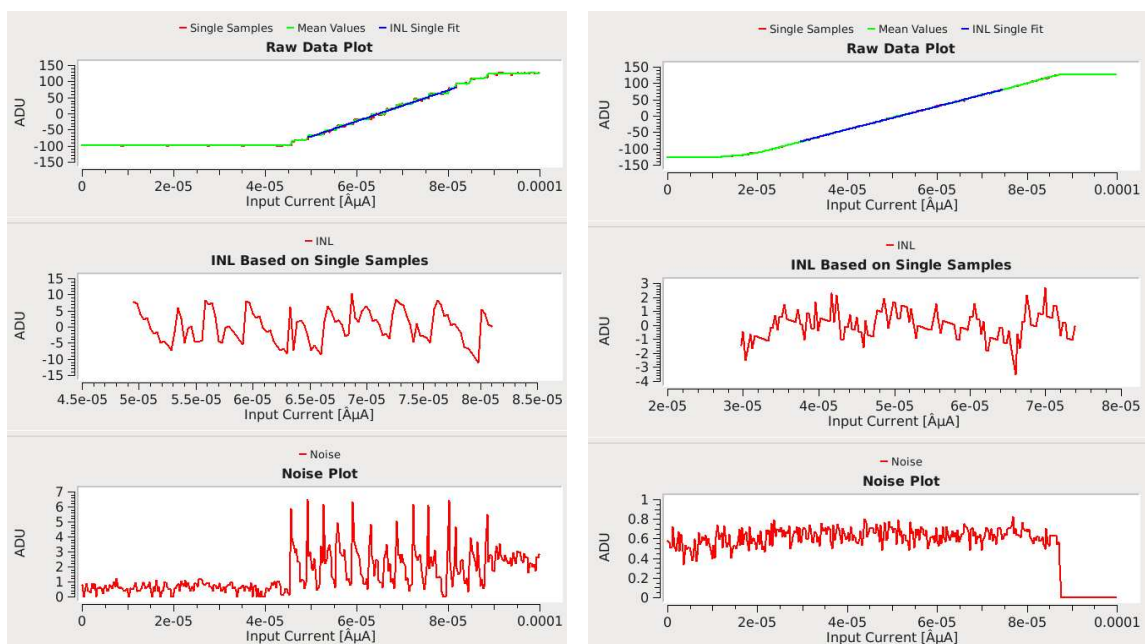 Single Samples Mean Values INL Single Fit
Raw Data Plot
150
100
50
0
-50
-100
-150
ADU
0 2e-05 4e-05 6e-05 8e-05 0.0001
Input Current [ÂµA]
INL
INL Based on Single Samples
15
10
5
0
-5
-10
-15
ADU
4.5e-05 5e-05 5.5e-05 6e-05 6.5e-05 7e-05 7.5e-05 8e-05 8.5e-05
Input Current [ÂµA]
Noise
Noise Plot
7
6
5
4
3
2
1
0
ADU
0 2e-05 4e-05 6e-05 8e-05 0.0001
Input Current [ÂµA]
Single Samples Mean Values INL Single Fit
Raw Data Plot
150
100
50
0
-50
-100
-150
ADU
0 2e-05 4e-05 6e-05 8e-05 0.0001
Input Current [ÂµA]
INL
INL Based on Single Samples
3
2
1
0
-1
-2
-3
-4
ADU
2e-05 3e-05 4e-05 5e-05 6e-05 7e-05 8e-05
Input Current [ÂµA]
Noise
Noise Plot
1
0.8
0.6
0.4
0.2
0
ADU
0 2e-05 4e-05 6e-05 8e-05 0.0001
Input Current [ÂµA]